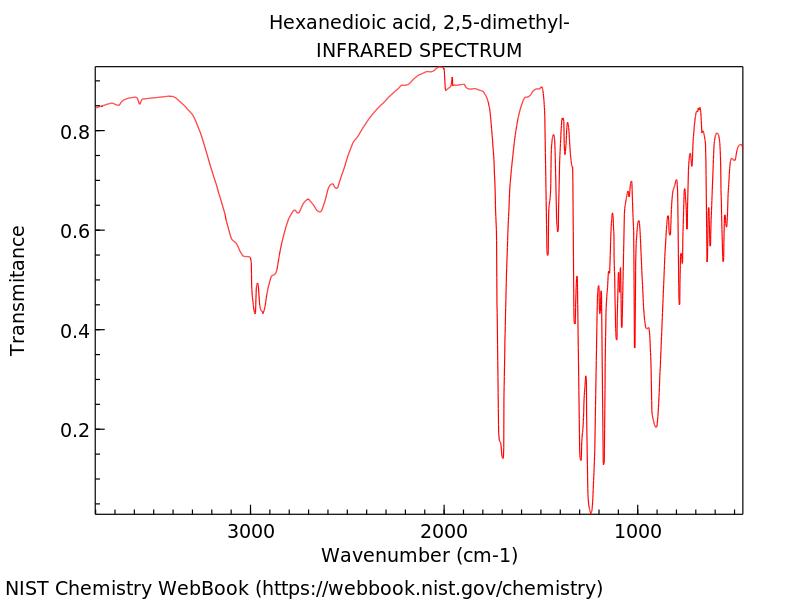 Hexanedioic acid, 2,5-dimethyl-
INFRARED SPECTRUM
Transmitance
0.8
0.6
0.4
0.2
3000 2000 1000
Wavenumber (cm-1)
NIST Chemistry WebBook (https://webbook.nist.gov/chemistry)